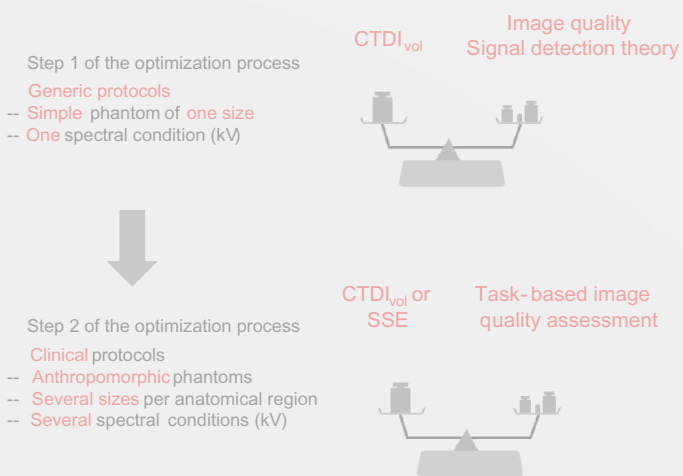 Step 1 of the optimization process
Generic protocols
-- Simple phantom of one size
-- One spectral condition (kV)
CTDIvol
Image quality
Signal detection theory
Step 2 of the optimization process
Clinical protocols
-- Anthropomorphic phantoms
-- Several sizes per anatomical region
-- Several spectral conditions (kV)
CTDIvol or
SSE
Task- based image
quality assessment